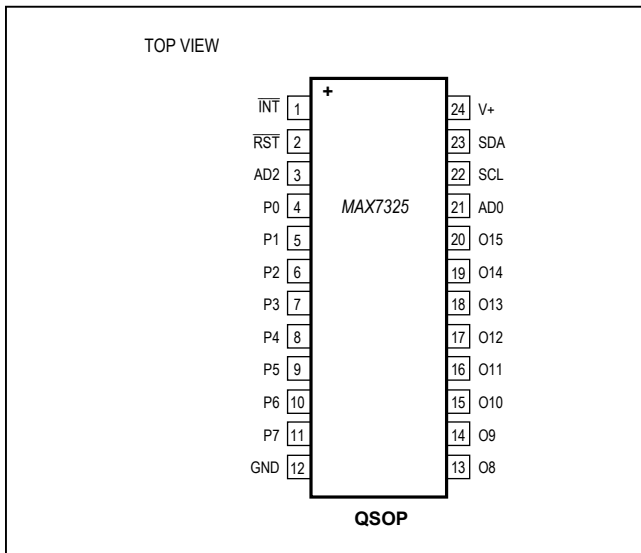 TOP VIEW
+
MAX7325
INT 1
RST 2
AD2 3
P0 4
P1 5
P2 6
P3 7
P4 8
P5 9
P6 10
P7 11
GND 12
24 V+
23 SDA
22 SCL
21 AD0
20 O15
19 O14
18 O13
17 O12
16 O11
15 O10
14 O9
13 O8
QSOP